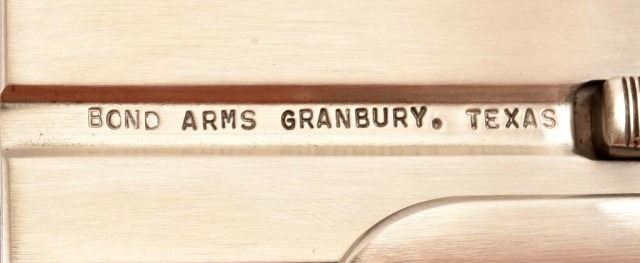 BOND ARMS GRANBURY. TEXAS